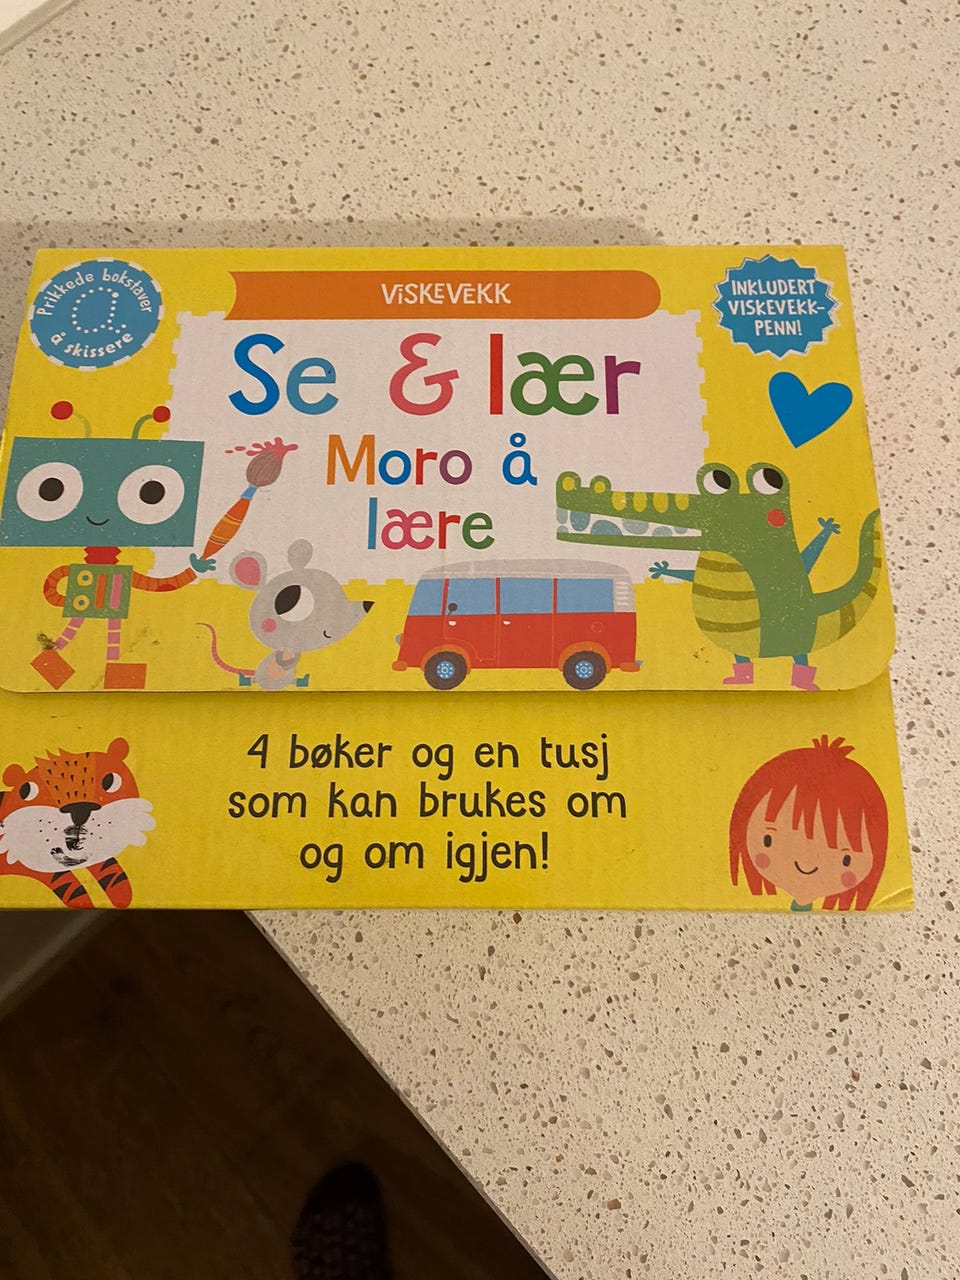 Prikkede bokstaver
a
å skissere
VISKEVEKK
INKLUDERT
VISKEVEKK-
PENN!
Se & lær
Moro å
lære
4 bøker og en tusj
som kan brukes om
og om igjen!